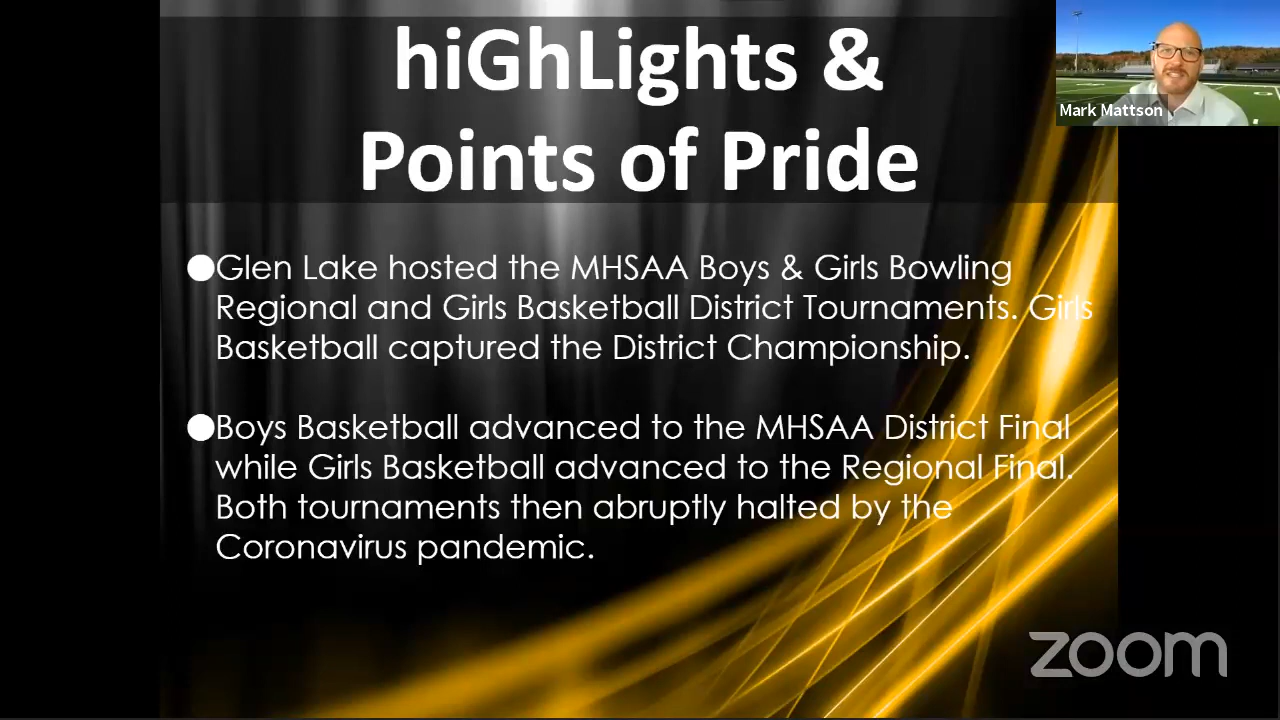 hiGhLights &
Points of Pride
Mark Mattson
●Glen Lake hosted the MHSAA Boys & Girls Bowling
Regional and Girls Basketball District Tournaments. Girls
Basketball captured the District Championship.
●Boys Basketball advanced to the MHSAA District Final
while Girls Basketball advanced to the Regional Final.
Both tournaments then abruptly halted by the
Coronavirus pandemic.
zoom